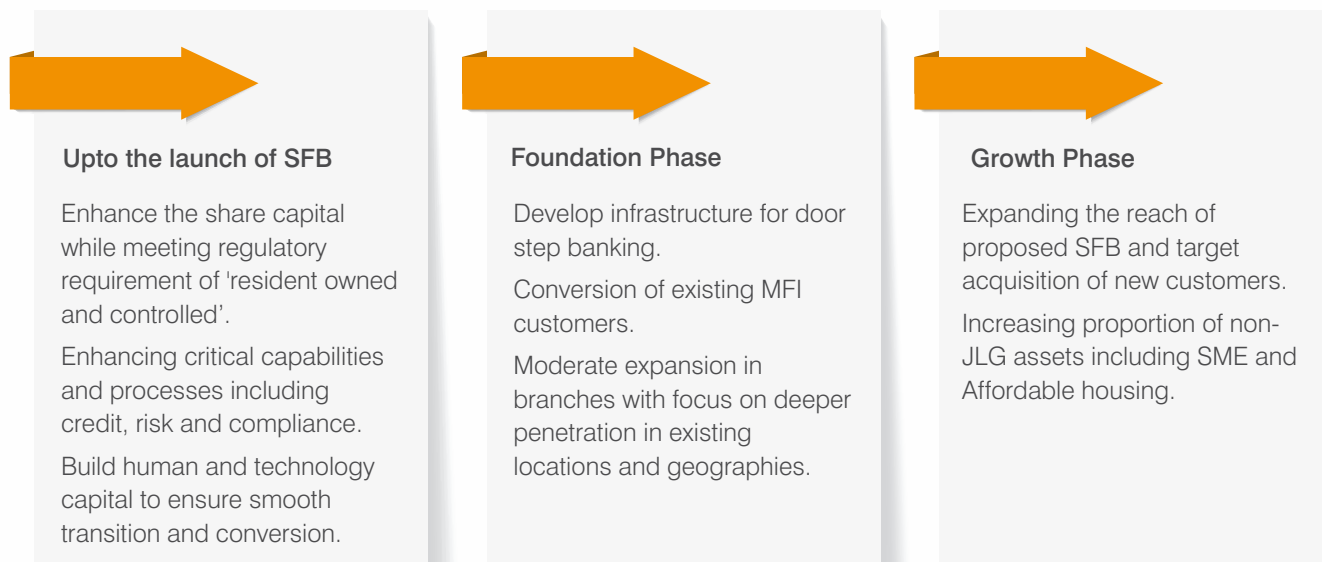 Upto the launch of SFB
Enhance the share capital
while meeting regulatory
requirement of 'resident owned
and controlled’.
Enhancing critical capabilities
and processes including
credit, risk and compliance.
Build human and technology
capital to ensure smooth
transition and conversion.
Foundation Phase
Develop infrastructure for door
step banking.
Conversion of existing MFI
customers.
Moderate expansion in
branches with focus on deeper
penetration in existing
locations and geographies.
Growth Phase
Expanding the reach of
proposed SFB and target
acquisition of new customers.
Increasing proportion of non-
JLG assets including SME and
Affordable housing.